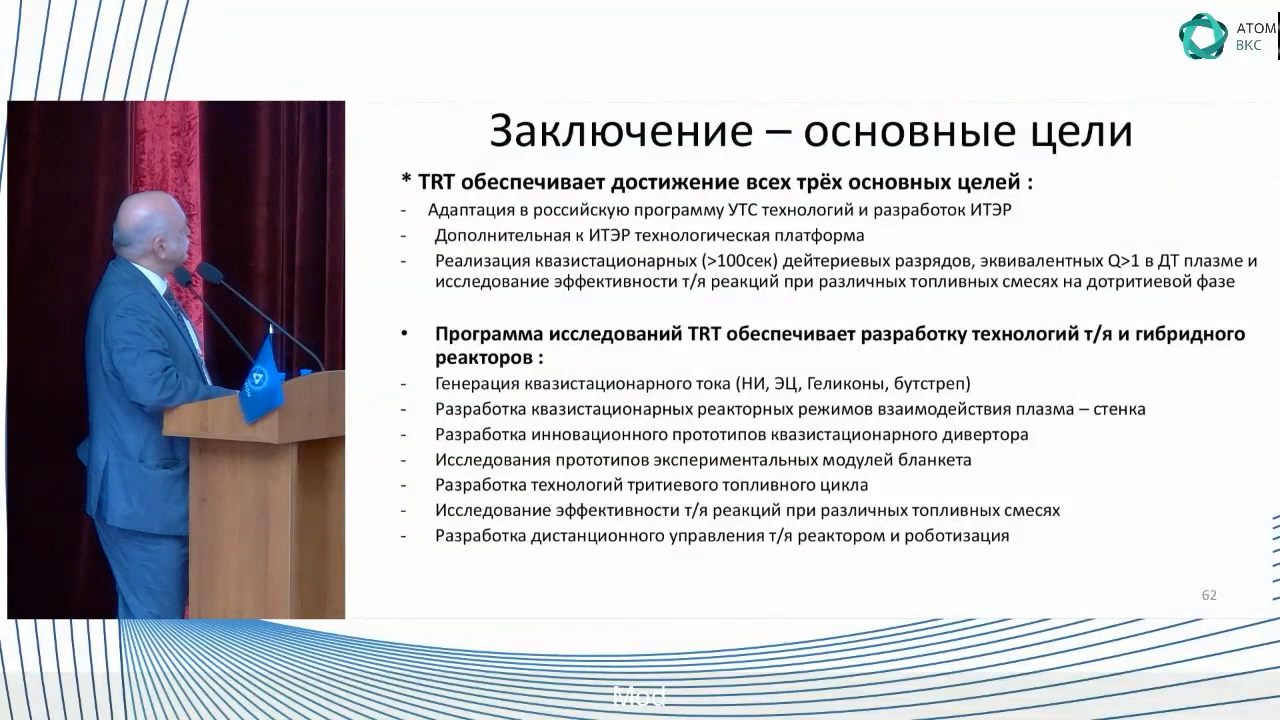 АТОМ
ВКС
Заключение – основные цели
* TRT обеспечивает достижение всех трёх основных целей :
- Адаптация в российскую программу УТС технологий и разработок ИТЭР
- Дополнительная к ИТЭР технологическая платформа
- Реализация квазистационарных (>100сек) дейтериевых разрядов, эквивалентных Q>1 в ДТ плазме и
исследование эффективности т/я реакций при различных топливных смесях на дотритиевой фазе
• Программа исследований TRT обеспечивает разработку технологий т/я и гибридного
реакторов :
- Генерация квазистационарного тока (НИ, ЭЦ, Геликоны, бутстреп)
- Разработка квазистационарных реакторных режимов взаимодействия плазма – стенка
- Разработка инновационного прототипов квазистационарного дивертора
- Исследования прототипов экспериментальных модулей бланкета
- Разработка технологий тритиевого топливного цикла
- Исследование эффективности т/я реакций при различных топливных смесях
- Разработка дистанционного управления т/я реактором и роботизация
62
Mod